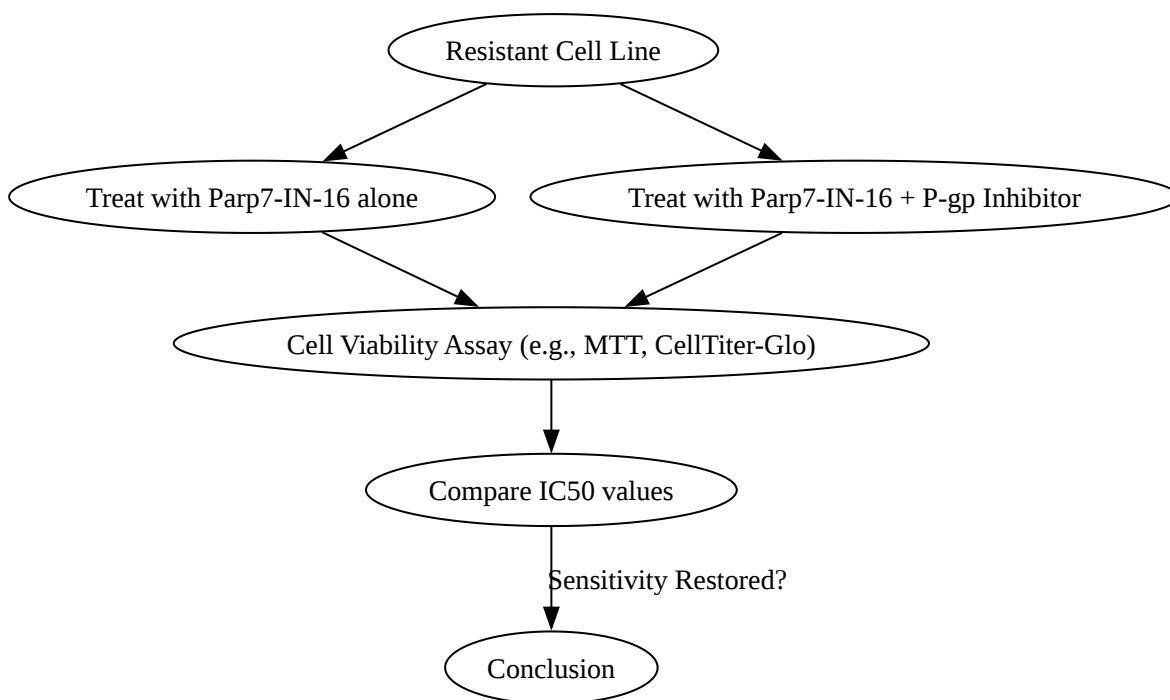 Resistant Cell Line
Treat with Parp7-IN-16 alone
Treat with Parp7-IN-16 + P-gp Inhibitor
Cell Viability Assay (e.g., MTT, CellTiter-Glo)
Compare IC50 values
Sensitivity Restored?
Conclusion